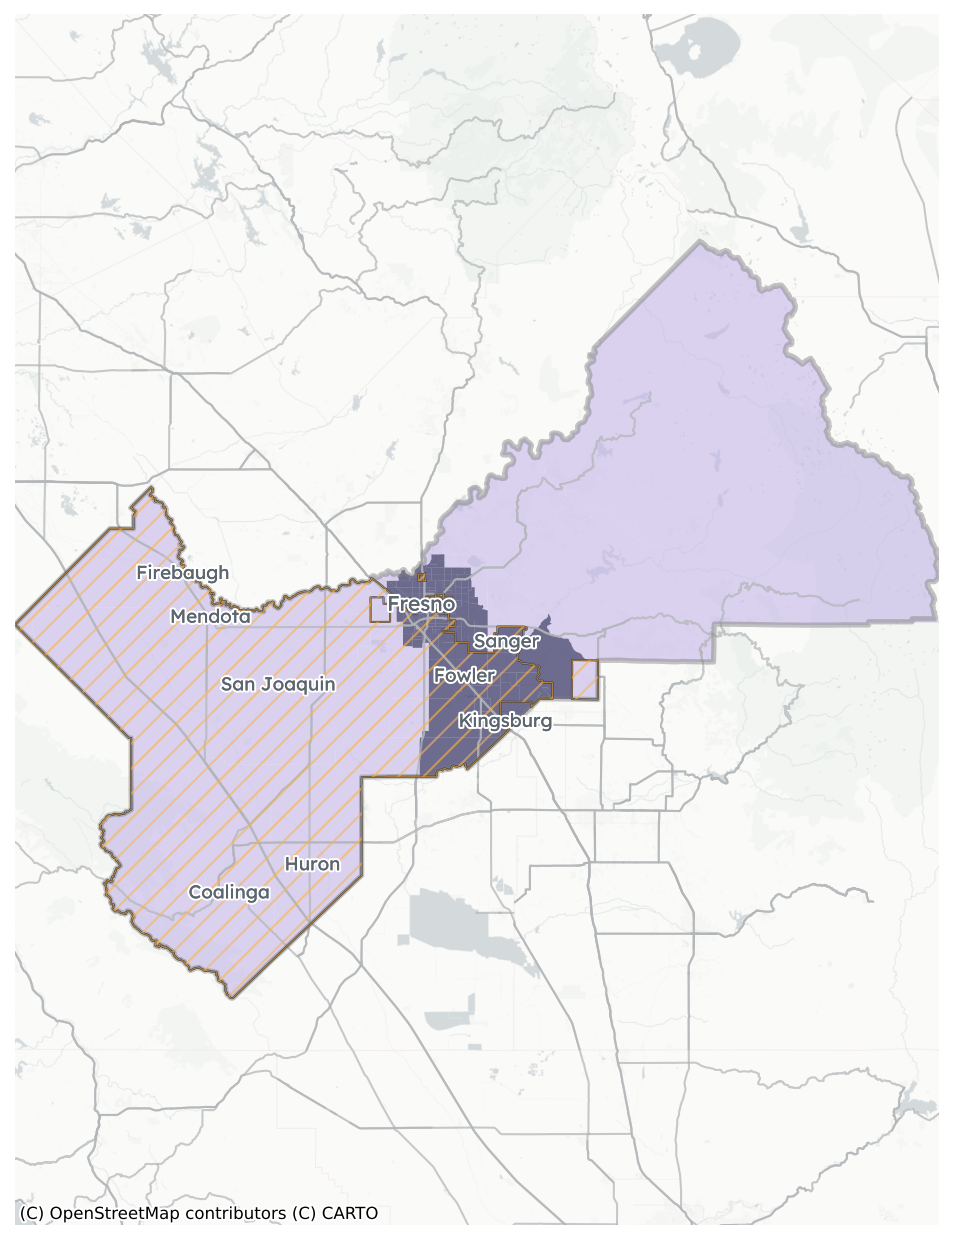 Firebaugh
Mendota
Fresno
Sanger
San Joaquin
Fowler
Kingsburg
Huron
Coalinga
(C) OpenStreetMap contributors (C) CARTO